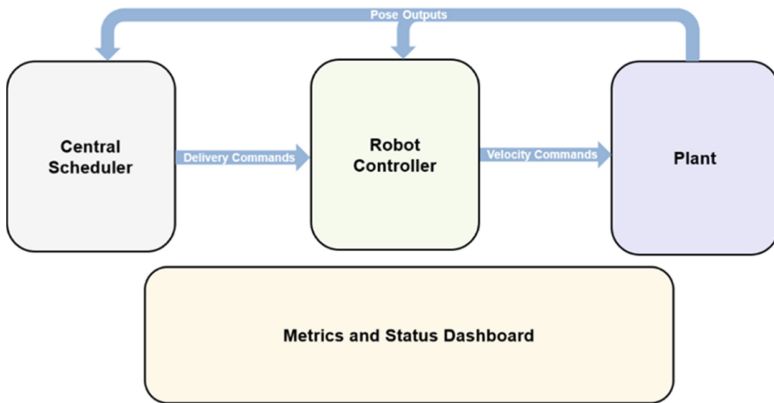 Pose Outputs
Central
Scheduler
Delivery Commands
Robot
Controller
Velocity Commands
Plant
Metrics and Status Dashboard